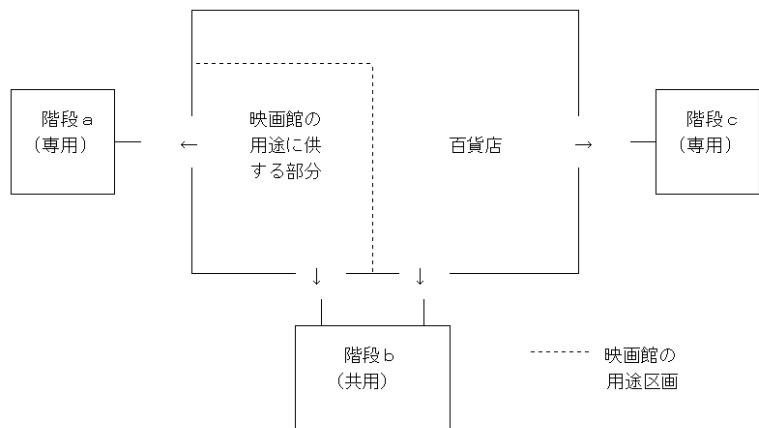 階段ａ
（専用）
←
映画館の
用途に供
する部分
百貨店
→
階段ｃ
（専用）
↓
↓
階段ｂ
（共用）
映画館の
用途区画